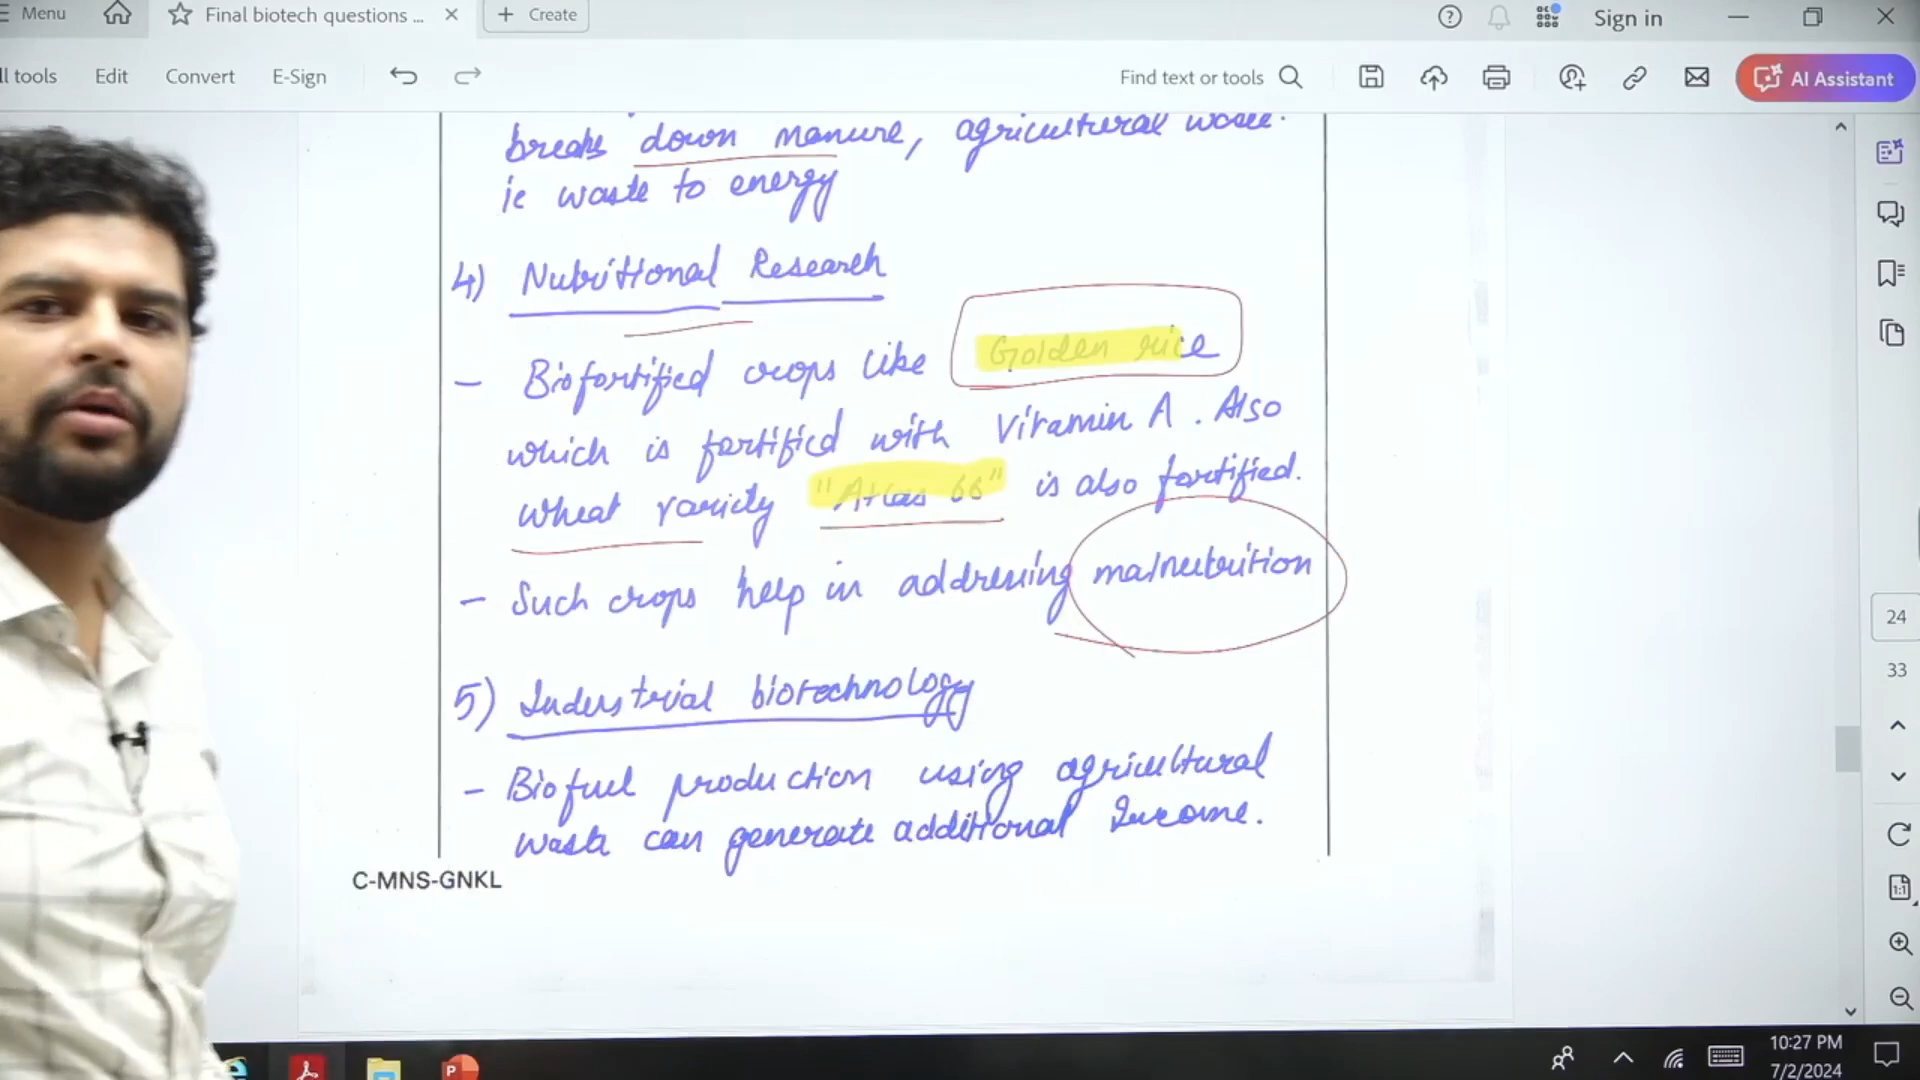 Menu
Final biotech questions ...
Create
Sign in
ll tools
Edit
Convert
E-Sign
Find text or tools
AI Assistant
breaks down manure, agricultural waste.
ie waste to energy
4) Nutritional Research
- Biofortified crops like Golden rice
which is fortified with Vitamin A. Also
wheat variety "Atlas 66" is also fortified.
- Such crops help in addressing malnutrition
5) Industrial biotechnology
- Biofuel production using agricultural
waste can generate additional Income.
C-MNS-GNKL
24
33
1:1
10:27 PM
7/2/2024